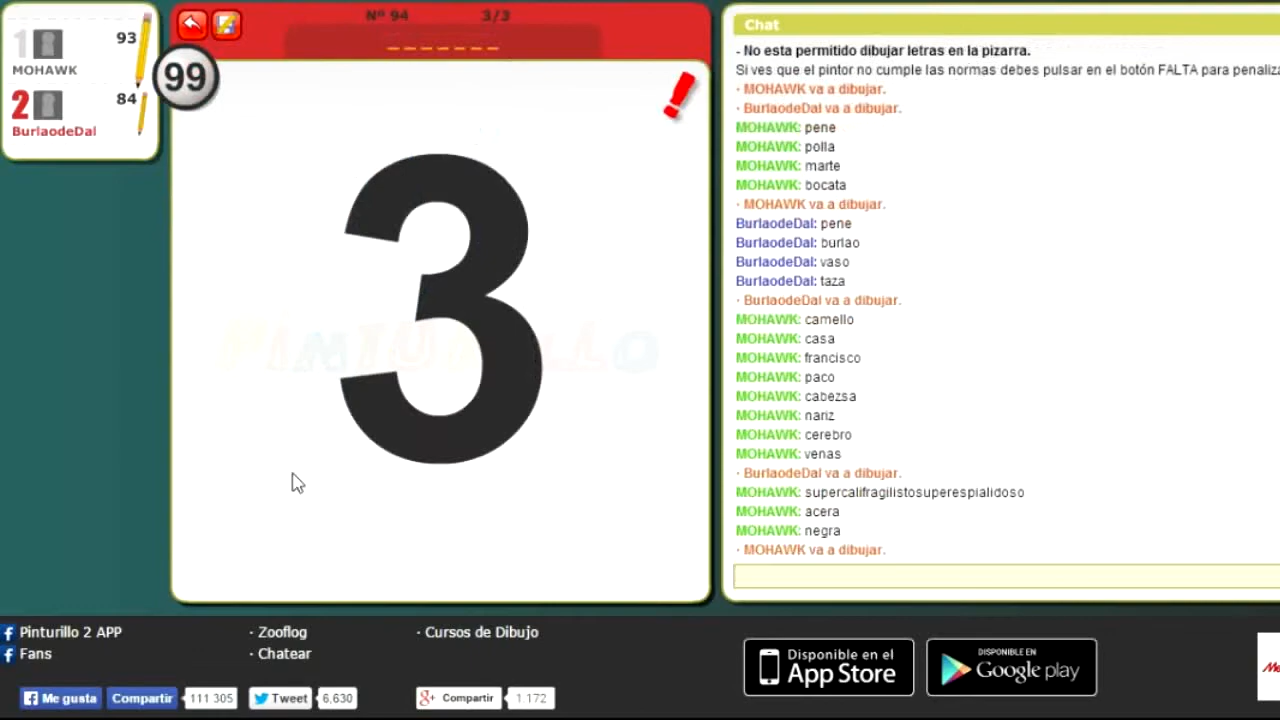 1
93
MOHAWK
2
84
BurlaodeDal
99
Nº 94
3/3
_ _ _ _ _ _ _
3
PINTURILLO
Chat
- No esta permitido dibujar letras en la pizarra.
Si ves que el pintor no cumple las normas debes pulsar en el botón FALTA para penaliza
· MOHAWK va a dibujar.
· BurlaodeDal va a dibujar.
MOHAWK: pene
MOHAWK: polla
MOHAWK: marte
MOHAWK: bocata
· MOHAWK va a dibujar.
BurlaodeDal: pene
BurlaodeDal: burlao
BurlaodeDal: vaso
BurlaodeDal: taza
· BurlaodeDal va a dibujar.
MOHAWK: camello
MOHAWK: casa
MOHAWK: francisco
MOHAWK: paco
MOHAWK: cabezsa
MOHAWK: nariz
MOHAWK: cerebro
MOHAWK: venas
· BurlaodeDal va a dibujar.
MOHAWK: supercalifragilistosuperespialidoso
MOHAWK: acera
MOHAWK: negra
· MOHAWK va a dibujar.
Pinturillo 2 APP
· Zooflog
· Cursos de Dibujo
Fans
· Chatear
Me gusta
Compartir
111 305
Tweet
6,630
Compartir
1 172
Disponible en el
App Store
DISPONIBLE EN
Google play